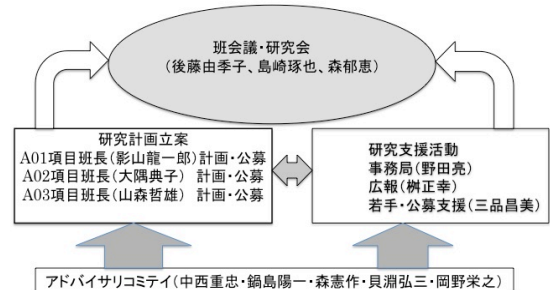 班会議・研究会
（後藤由季子、島崎琢也、森郁恵）
研究計画立案
A01項目班長（影山龍一郎）計画・公募
A02項目班長（大隅典子） 計画・公募
A03項目班長（山森哲雄） 計画・公募
研究支援活動
事務局（野田亮）
広報（桝正幸）
若手・公募支援（三品昌美）
アドバイサリコミテイ（中西重忠・鍋島陽一・森憲作・貝淵弘三・岡野栄之）